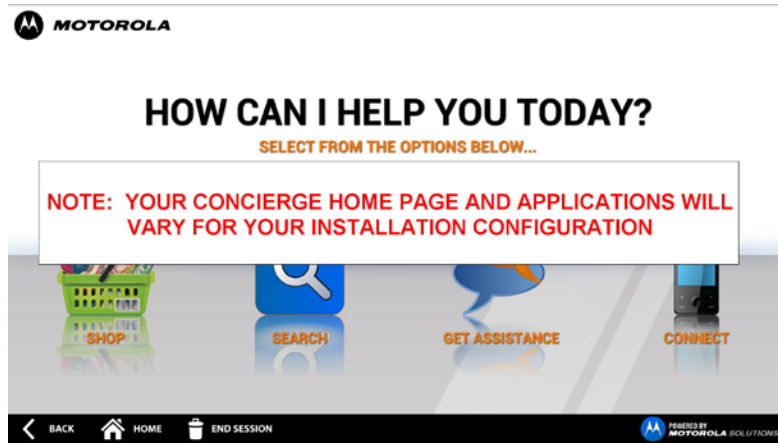 MOTOROLA
HOW CAN I HELP YOU TODAY?
SELECT FROM THE OPTIONS BELOW...
NOTE: YOUR CONCIERGE HOME PAGE AND APPLICATIONS WILL
VARY FOR YOUR INSTALLATION CONFIGURATION
SHOP SEARCH GET ASSISTANCE CONNECT
BACK HOME END SESSION
POWERED BY
MOTOROLA SOLUTIONS